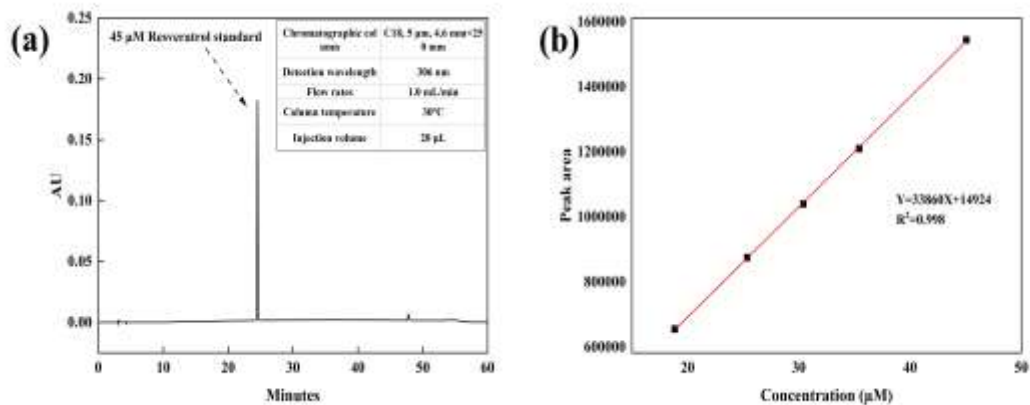 (a)
0.25
0.20
0.15
0.10
0.05
0.00
AU
45 μM Resveratrol standard
Chromatographic col
umn
C18, 5 μm, 4.6 mm×25
0 mm
Detection wavelength
306 nm
Flow rates
1.0 mL/min
Column temperature
30°C
Injection volume
20 μL
0 10 20 30 40 50 60
Minutes
(b)
1600000
1400000
1200000
1000000
800000
600000
Peak area
Y=33860X+14924
R²=0.998
20 30 40 50
Concentration (μM)